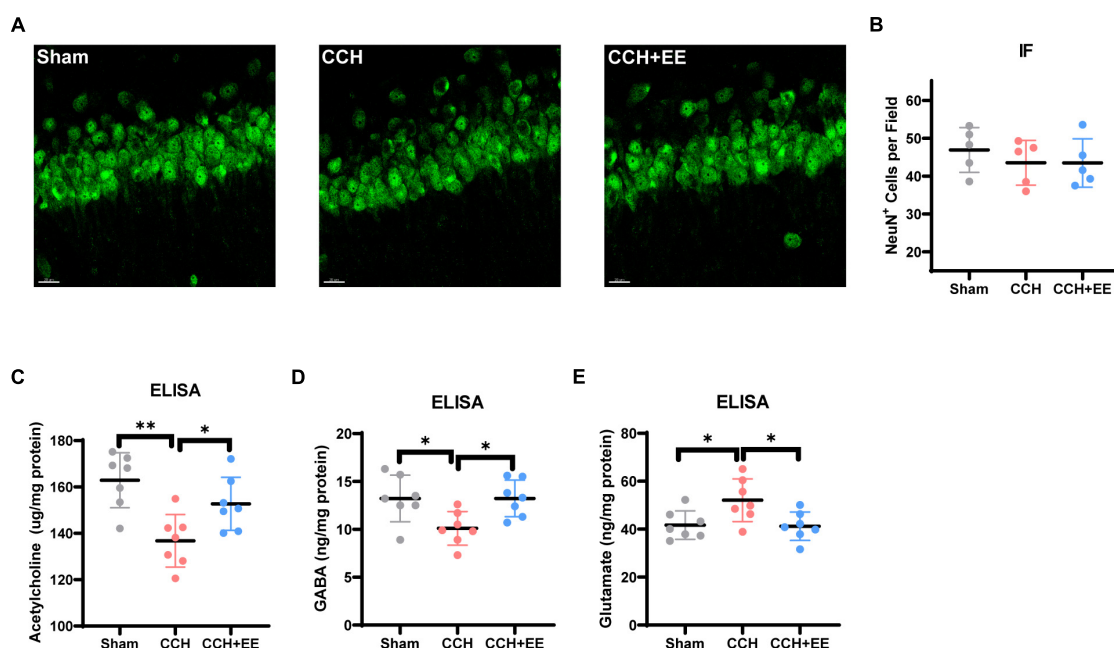 A
Sham
CCH
CCH+EE
B
IF
NeuN+ Cells per Field
60
50
40
30
20
Sham CCH CCH+EE
C
ELISA
Acetylcholine (ug/mg protein)
180
160
140
120
100
** *
Sham CCH CCH+EE
D
ELISA
GABA (ng/mg protein)
20
15
10
5
0
* *
Sham CCH CCH+EE
E
ELISA
Glutamate (ng/mg protein)
80
60
40
20
0
* *
Sham CCH CCH+EE